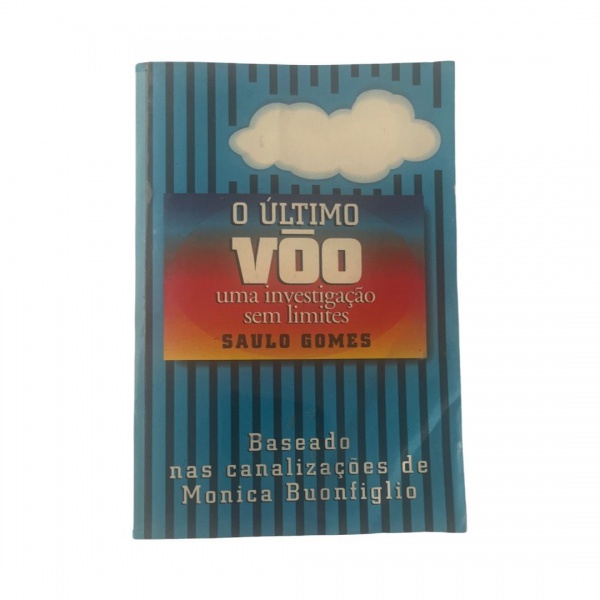 O ÚLTIMO
VÔO
uma investigação
sem limites
SAULO GOMES
Baseado
nas canalizações de
Monica Buonfiglio